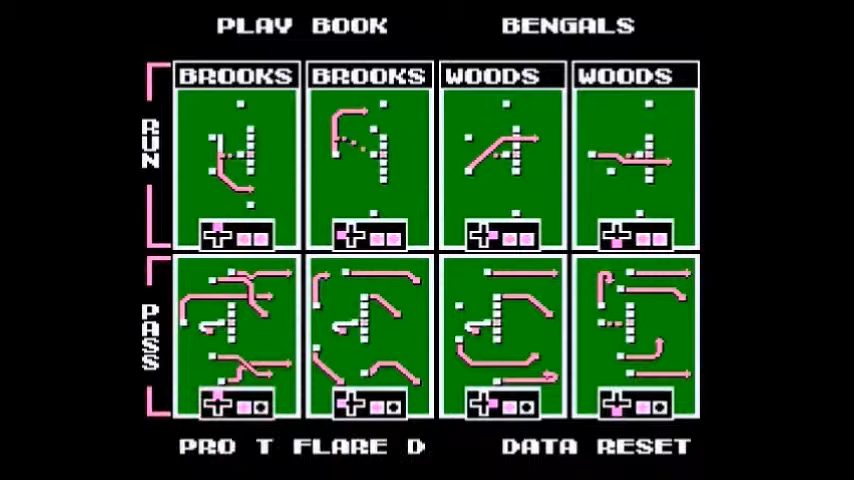 PLAY BOOK BENGALS
BROOKS BROOKS WOODS WOODS
RUN
PASS
PRO T FLARE D DATA RESET